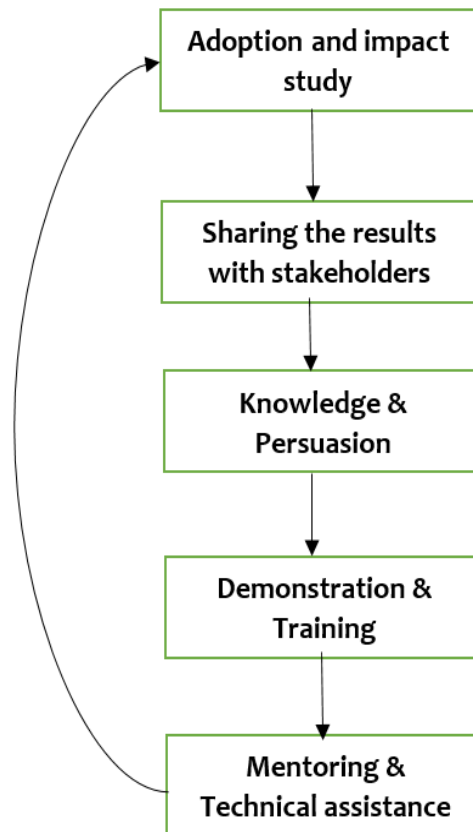 Adoption and impact
study
Sharing the results
with stakeholders
Knowledge &
Persuasion
Demonstration &
Training
Mentoring &
Technical assistance